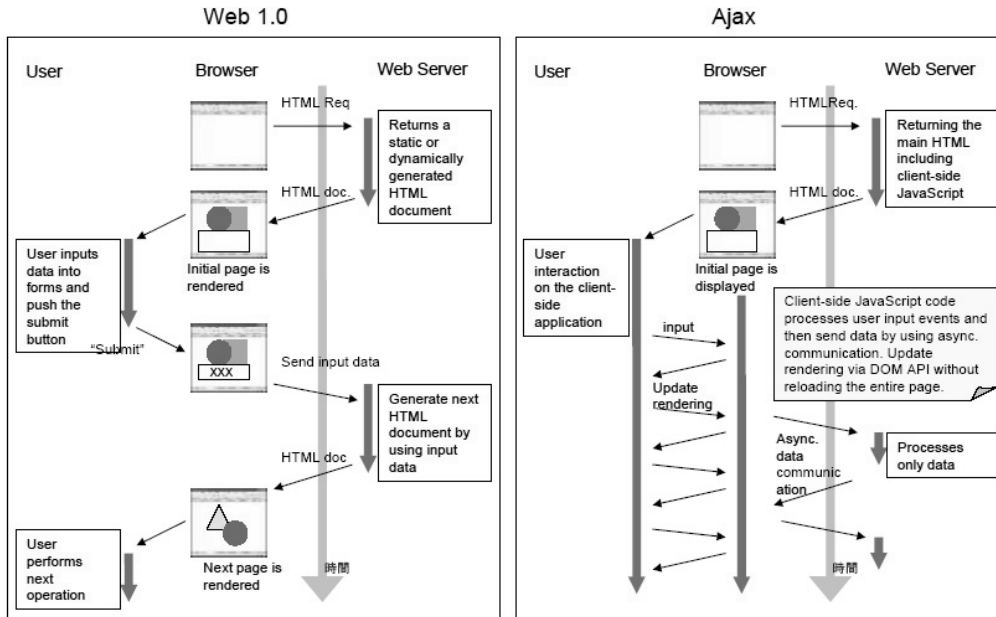 Web 1.0
User
Browser
Web Server
HTML Req
Returns a
static or
dynamically
generated
HTML
document
HTML doc.
User inputs
data into
forms and
push the
submit
button
Initial page is
rendered
"Submit"
XXX
Send input data
Generate next
HTML
document by
using input
data
HTML doc
User
performs
next
operation
Next page is
rendered
時間
Ajax
User
Browser
Web Server
HTMLReq.
Returning the
main HTML
including
client-side
JavaScript
HTML doc.
User
interaction
on the client-
side
application
Initial page is
displayed
Client-side JavaScript code
processes user input events and
then send data by using async.
communication. Update
rendering via DOM API without
reloading the entire page.
input
Update
rendering
Async.
data
communic
ation
Processes
only data
時間